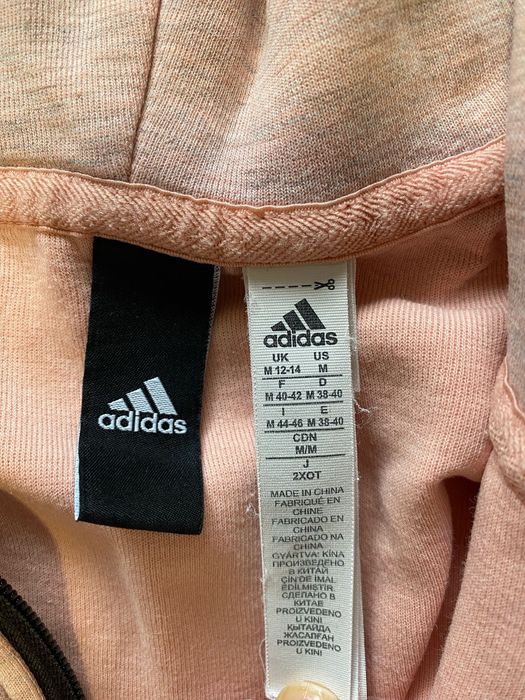 adidas
adidas
UK US
M 12-14 M
F D
M 40-42 M 38-40
I E
M 44-46 M 38-40
CDN
M/M
J
2XOT
MADE IN CHINA
FABRIQUÉ EN
CHINE
FABRICADO EN
CHINA
FABRICADO NA
CHINA
GYÁRTVA: KÍNA
ПРОИЗВЕДЕНО
В КИТАЙ
ÇİN'DE İMAL
EDİLMİŞTİR
СДЕЛАНО В
КИТАЕ
PROIZVEDENO
U KINI
ҚЫТАЙДА
ЖАСАЛҒАН
PROIZVEDENO
U KINI